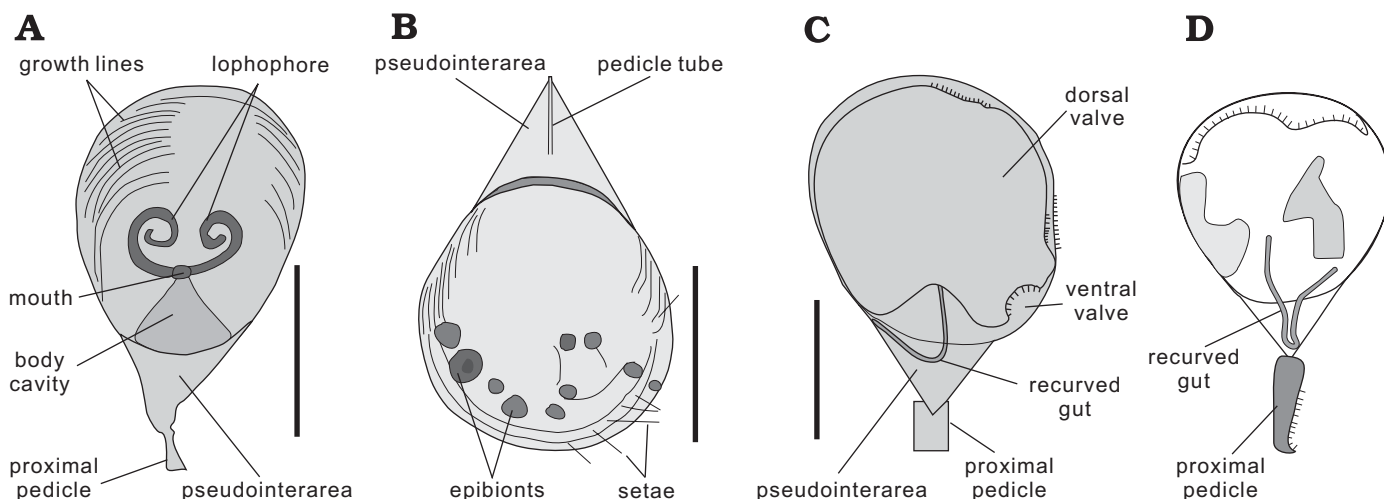 A
growth lines
lophophore
mouth
body
cavity
proximal
pedicle
pseudointerarea
B
pseudointerarea
pedicle tube
epibionts
setae
C
dorsal
valve
ventral
valve
recurved
gut
pseudointerarea
proximal
pedicle
D
recurved
gut
proximal
pedicle